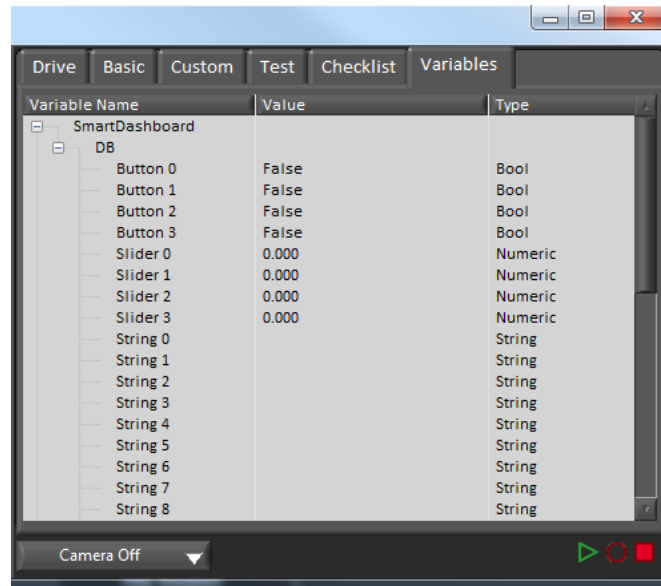 Drive Basic Custom Test Checklist Variables
Variable Name Value Type
SmartDashboard
DB
Button 0 False Bool
Button 1 False Bool
Button 2 False Bool
Button 3 False Bool
Slider 0 0.000 Numeric
Slider 1 0.000 Numeric
Slider 2 0.000 Numeric
Slider 3 0.000 Numeric
String 0 String
String 1 String
String 2 String
String 3 String
String 4 String
String 5 String
String 6 String
String 7 String
String 8 String
Camera Off